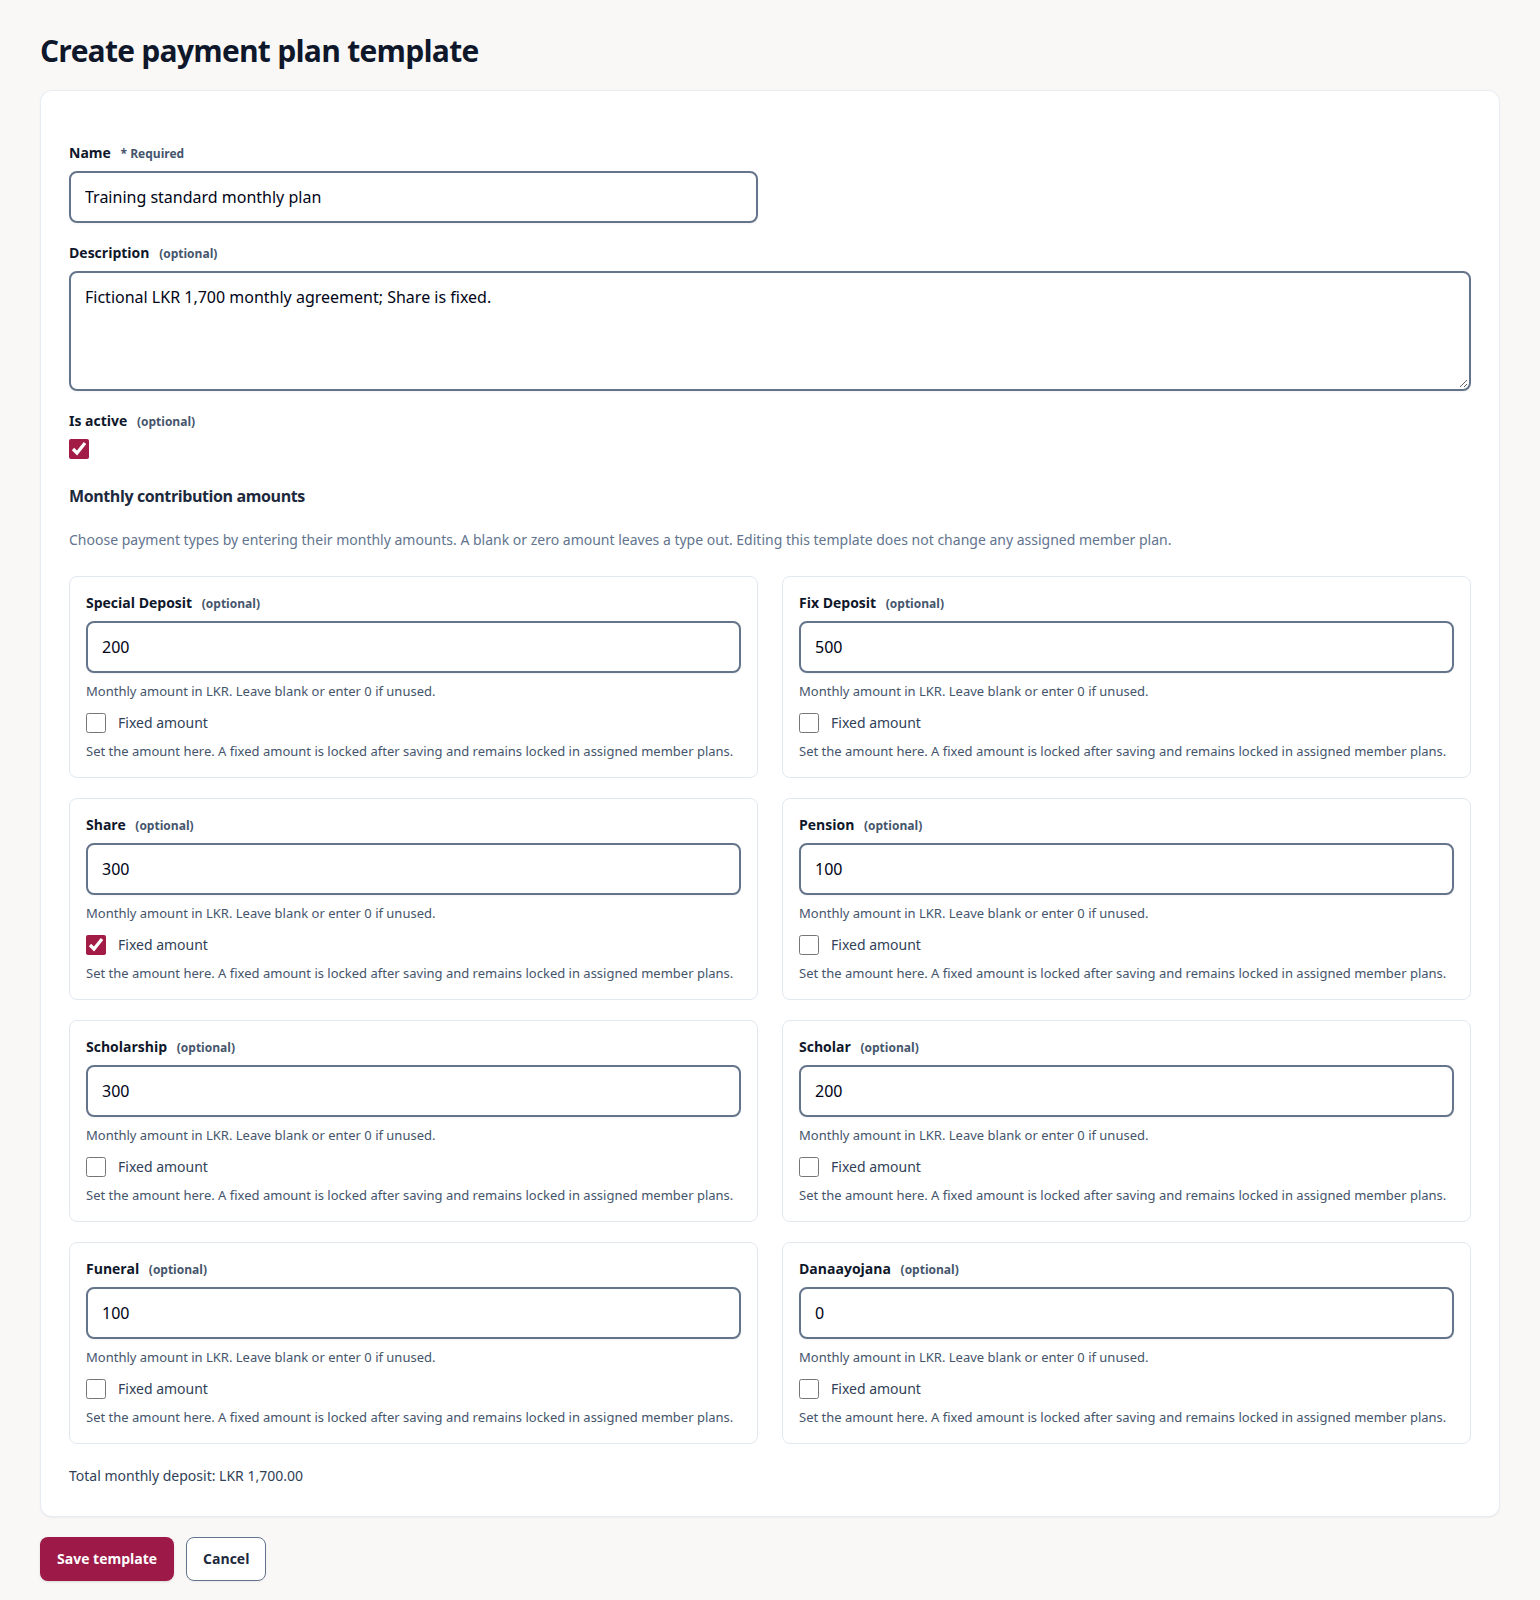 Create payment plan template
Name * Required
Training standard monthly plan
Description (optional)
Fictional LKR 1,700 monthly agreement; Share is fixed.
Is active (optional)
Monthly contribution amounts
Choose payment types by entering their monthly amounts. A blank or zero amount leaves a type out. Editing this template does not change any assigned member plan.
Special Deposit (optional)
200
Monthly amount in LKR. Leave blank or enter 0 if unused.
Fixed amount
Set the amount here. A fixed amount is locked after saving and remains locked in assigned member plans.
Fix Deposit (optional)
500
Monthly amount in LKR. Leave blank or enter 0 if unused.
Fixed amount
Set the amount here. A fixed amount is locked after saving and remains locked in assigned member plans.
Share (optional)
300
Monthly amount in LKR. Leave blank or enter 0 if unused.
Fixed amount
Set the amount here. A fixed amount is locked after saving and remains locked in assigned member plans.
Pension (optional)
100
Monthly amount in LKR. Leave blank or enter 0 if unused.
Fixed amount
Set the amount here. A fixed amount is locked after saving and remains locked in assigned member plans.
Scholarship (optional)
300
Monthly amount in LKR. Leave blank or enter 0 if unused.
Fixed amount
Set the amount here. A fixed amount is locked after saving and remains locked in assigned member plans.
Scholar (optional)
200
Monthly amount in LKR. Leave blank or enter 0 if unused.
Fixed amount
Set the amount here. A fixed amount is locked after saving and remains locked in assigned member plans.
Funeral (optional)
100
Monthly amount in LKR. Leave blank or enter 0 if unused.
Fixed amount
Set the amount here. A fixed amount is locked after saving and remains locked in assigned member plans.
Danaayojana (optional)
0
Monthly amount in LKR. Leave blank or enter 0 if unused.
Fixed amount
Set the amount here. A fixed amount is locked after saving and remains locked in assigned member plans.
Total monthly deposit: LKR 1,700.00
Save template
Cancel